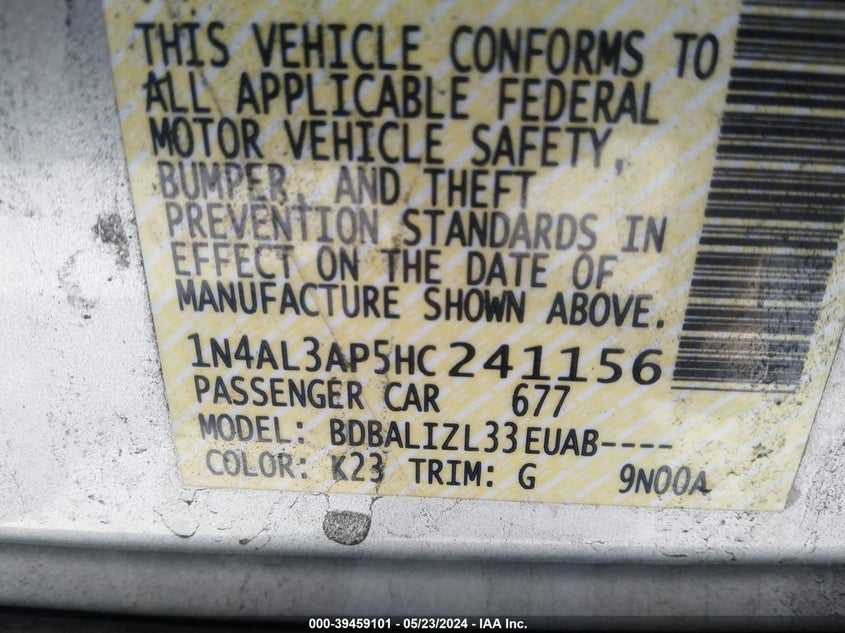 THIS VEHICLE CONFORMS TO
ALL APPLICABLE FEDERAL
MOTOR VEHICLE SAFETY,
BUMPER, AND THEFT
PREVENTION STANDARDS IN
EFFECT ON THE DATE OF
MANUFACTURE SHOWN ABOVE.
1N4AL3AP5HC241156
PASSENGER CAR 677
MODEL: BDBALIZL33EUAB----
COLOR: K23 TRIM: G 9N00A
000-39459101 - 05/23/2024 - IAA Inc.